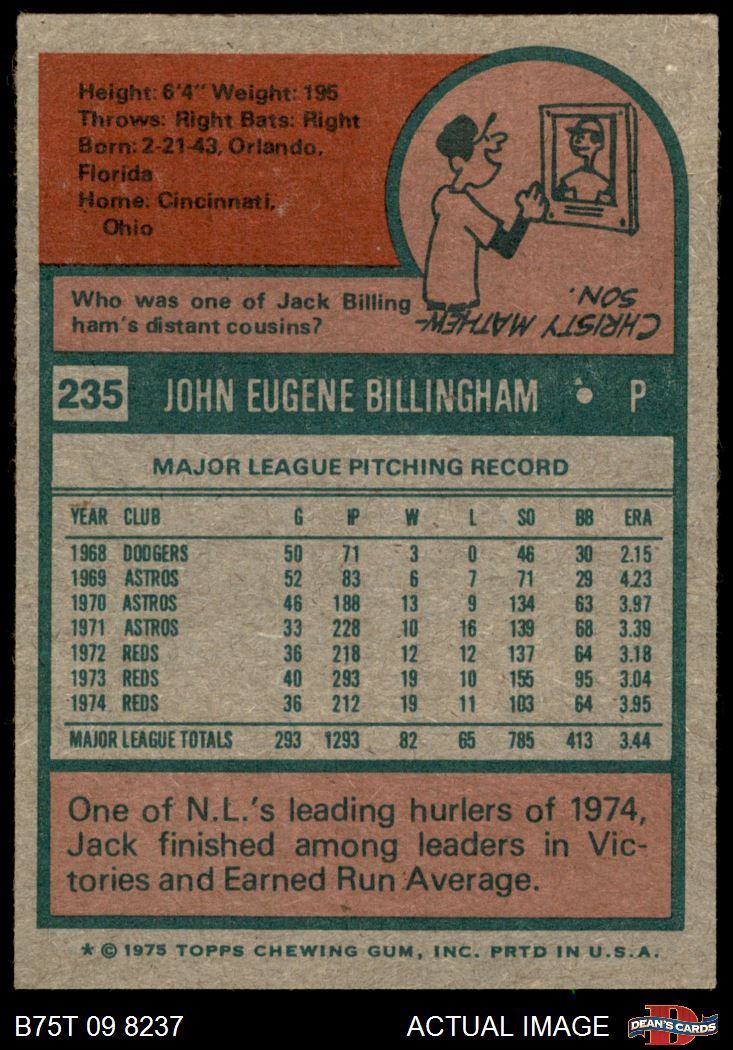 Height: 6'4" Weight: 195
Throws: Right Bats: Right
Born: 2-21-43, Orlando,
Florida
Home: Cincinnati,
Ohio
Who was one of Jack Billing
ham's distant cousins?
CHRISTY MATHEW-
SON.
235 JOHN EUGENE BILLINGHAM P
MAJOR LEAGUE PITCHING RECORD
YEAR CLUB G IP W L SO BB ERA
1968 DODGERS 50 71 3 0 46 30 2.15
1969 ASTROS 52 83 6 7 71 29 4.23
1970 ASTROS 46 188 13 9 134 63 3.97
1971 ASTROS 33 228 10 16 139 68 3.39
1972 REDS 36 218 12 12 137 64 3.18
1973 REDS 40 293 19 10 155 95 3.04
1974 REDS 36 212 19 11 103 64 3.95
MAJOR LEAGUE TOTALS 293 1293 82 65 785 413 3.44
One of N.L.'s leading hurlers of 1974,
Jack finished among leaders in Vic-
tories and Earned Run Average.
* © 1975 TOPPS CHEWING GUM, INC. PRTD IN U.S.A.
B75T 09 8237 ACTUAL IMAGE D DEAN'S CARDS